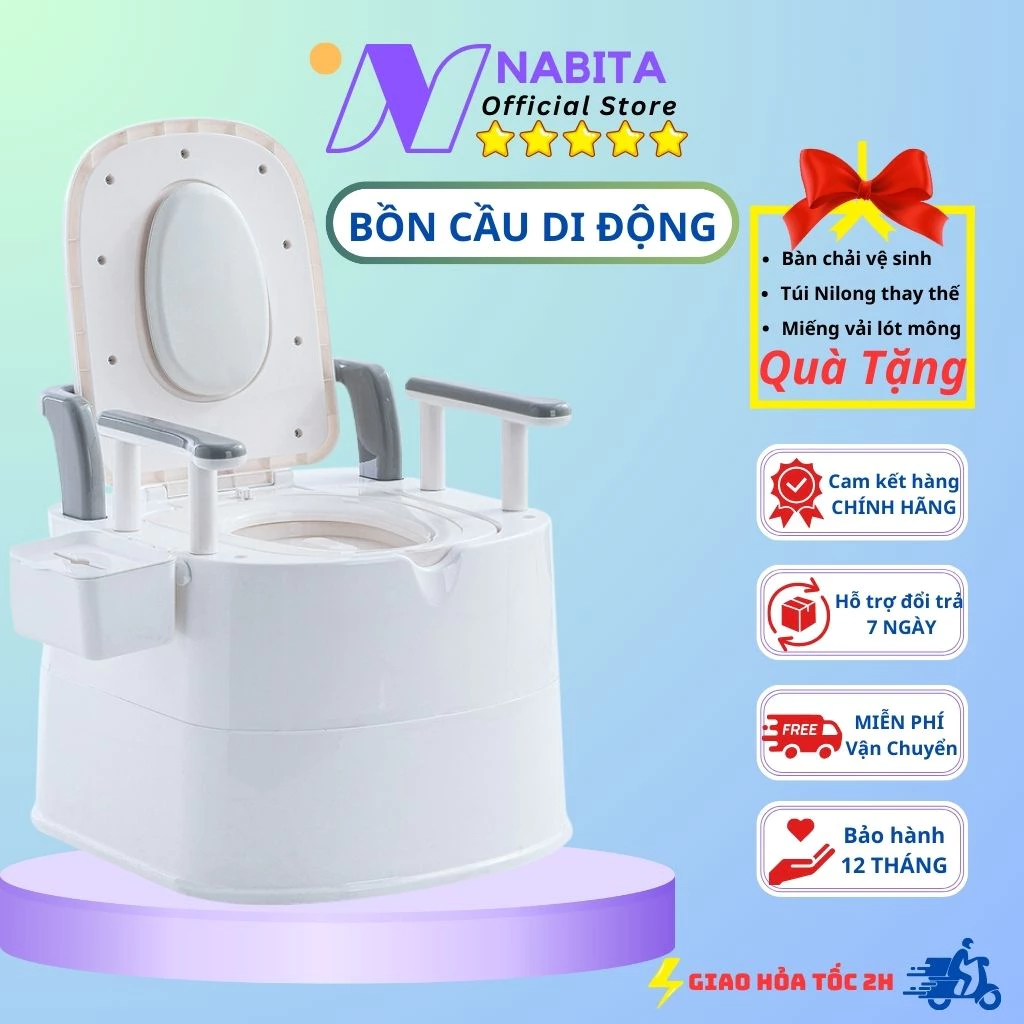 NABITA
Official Store
BỒN CẦU DI ĐỘNG
Bàn chải vệ sinh
Túi Nilong thay thế
Miếng vải lót mông
Quà Tặng
Cam kết hàng
CHÍNH HÃNG
Hỗ trợ đổi trả
7 NGÀY
FREE
MIỄN PHÍ
Vận Chuyển
Bảo hành
12 THÁNG
GIAO HỎA TỐC 2H